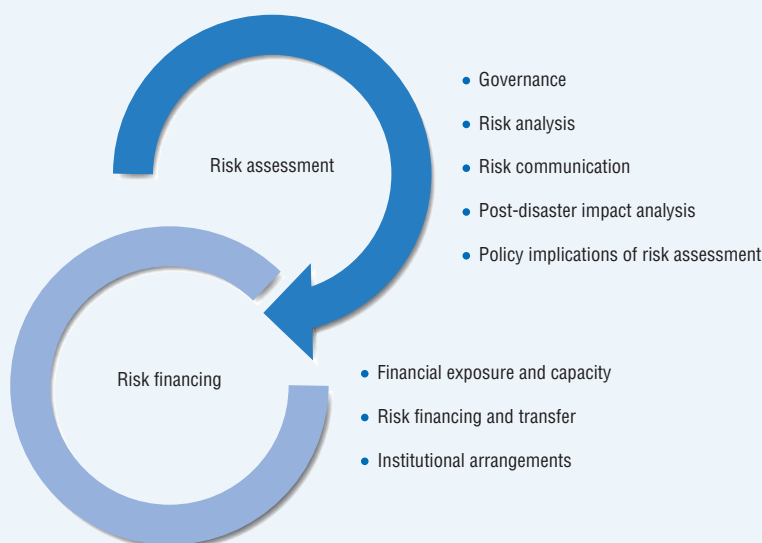 Risk assessment
• Governance
• Risk analysis
• Risk communication
• Post-disaster impact analysis
• Policy implications of risk assessment
Risk financing
• Financial exposure and capacity
• Risk financing and transfer
• Institutional arrangements